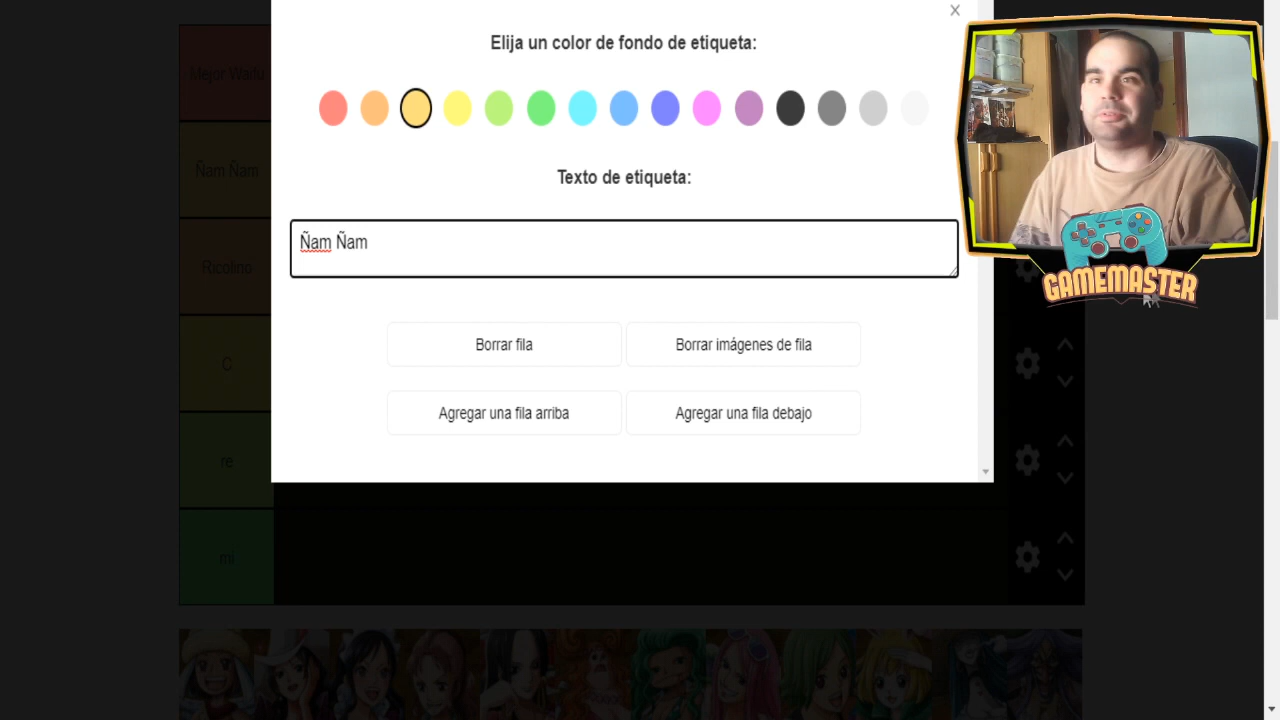 X
Elija un color de fondo de etiqueta:
Texto de etiqueta:
Ñam Ñam
Borrar fila
Borrar imágenes de fila
Agregar una fila arriba
Agregar una fila debajo
Mejor Waifu
Ñam Ñam
Ricolino
C
re
mi
GAMEMASTER